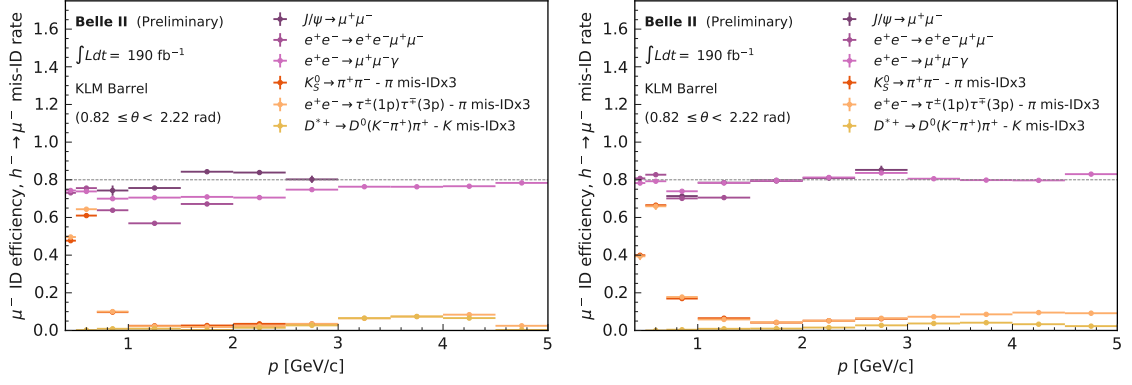 Belle II (Preliminary)
∫Ldt = 190 fb⁻¹
KLM Barrel
(0.82 ≤θ< 2.22 rad)
J/ψ→μ⁺μ⁻
e⁺e⁻→e⁺e⁻μ⁺μ⁻
e⁺e⁻→μ⁺μ⁻γ
K⁰_S→π⁺π⁻ - π mis-IDx3
e⁺e⁻→τ±(1p)τ∓(3p) - π mis-IDx3
D*⁺→D⁰(K⁻π⁺)π⁺ - K mis-IDx3
μ⁻ ID efficiency, h⁻→μ⁻ mis-ID rate
1.6
1.4
1.2
1.0
0.8
0.6
0.4
0.2
0.0
1 2 3 4 5
p [GeV/c]
Belle II (Preliminary)
∫Ldt = 190 fb⁻¹
KLM Barrel
(0.82 ≤θ< 2.22 rad)
J/ψ→μ⁺μ⁻
e⁺e⁻→e⁺e⁻μ⁺μ⁻
e⁺e⁻→μ⁺μ⁻γ
K⁰_S→π⁺π⁻ - π mis-IDx3
e⁺e⁻→τ±(1p)τ∓(3p) - π mis-IDx3
D*⁺→D⁰(K⁻π⁺)π⁺ - K mis-IDx3
μ⁻ ID efficiency, h⁻→μ⁻ mis-ID rate
1.6
1.4
1.2
1.0
0.8
0.6
0.4
0.2
0.0
1 2 3 4 5
p [GeV/c]